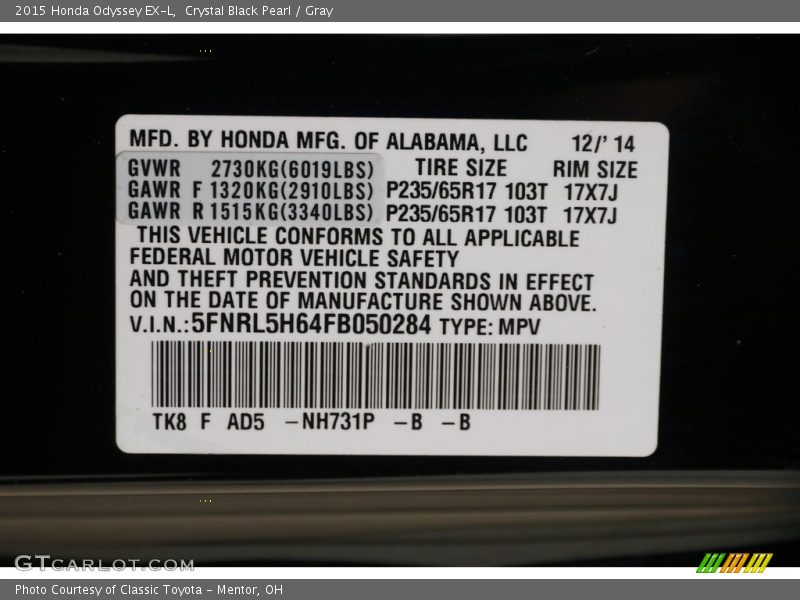 2015 Honda Odyssey EX-L,  Crystal Black Pearl / Gray
MFD. BY HONDA MFG. OF ALABAMA, LLC 12/' 14
GVWR 2730KG(6019LBS) TIRE SIZE RIM SIZE
GAWR F 1320KG(2910LBS) P235/65R17 103T 17X7J
GAWR R 1515KG(3340LBS) P235/65R17 103T 17X7J
THIS VEHICLE CONFORMS TO ALL APPLICABLE
FEDERAL MOTOR VEHICLE SAFETY
AND THEFT PREVENTION STANDARDS IN EFFECT
ON THE DATE OF MANUFACTURE SHOWN ABOVE.
V.I.N.:5FNRL5H64FB050284 TYPE: MPV
TK8 F AD5 -NH731P -B -B
GTCARLOT.COM
Photo Courtesy of Classic Toyota - Mentor, OH